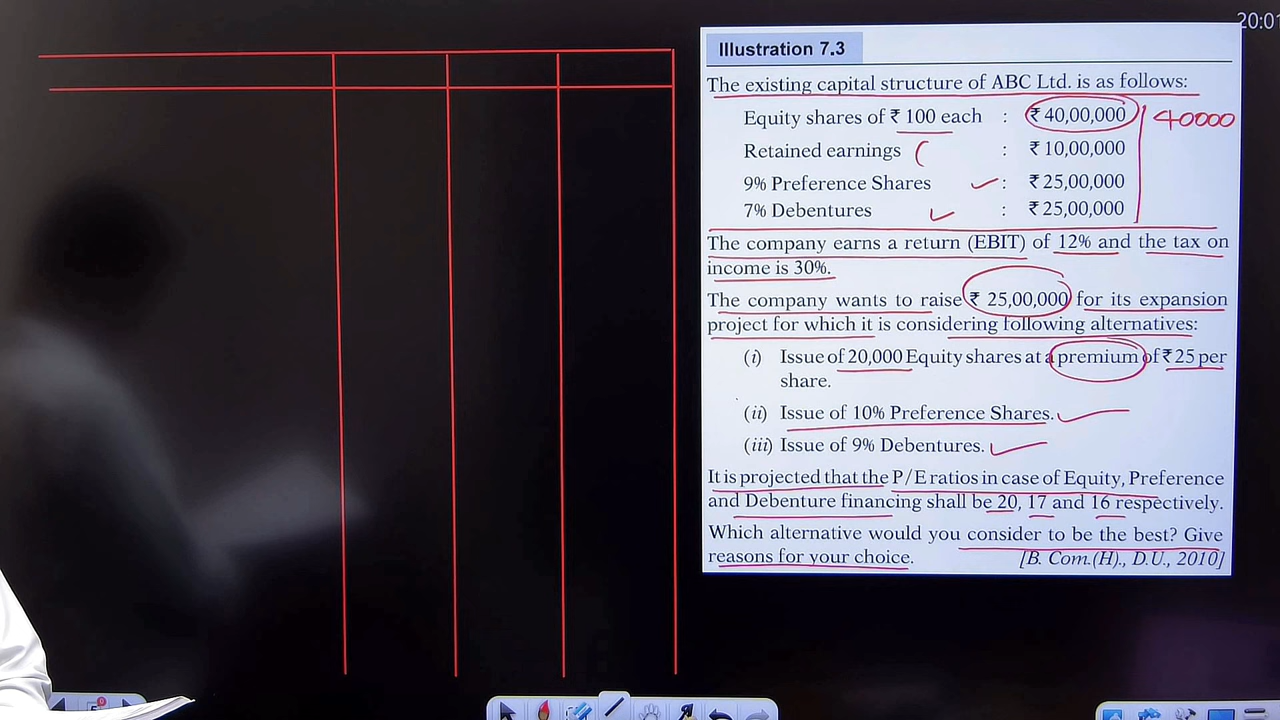 20:01
Illustration 7.3
The existing capital structure of ABC Ltd. is as follows:
Equity shares of ₹ 100 each : ₹ 40,00,000 40000
Retained earnings : ₹ 10,00,000
9% Preference Shares : ₹ 25,00,000
7% Debentures : ₹ 25,00,000
The company earns a return (EBIT) of 12% and the tax on
income is 30%.
The company wants to raise ₹ 25,00,000 for its expansion
project for which it is considering following alternatives:
(i) Issue of 20,000 Equity shares at a premium of ₹ 25 per
share.
(ii) Issue of 10% Preference Shares.
(iii) Issue of 9% Debentures.
It is projected that the P/E ratios in case of Equity, Preference
and Debenture financing shall be 20, 17 and 16 respectively.
Which alternative would you consider to be the best? Give
reasons for your choice. [B. Com.(H)., D.U., 2010]